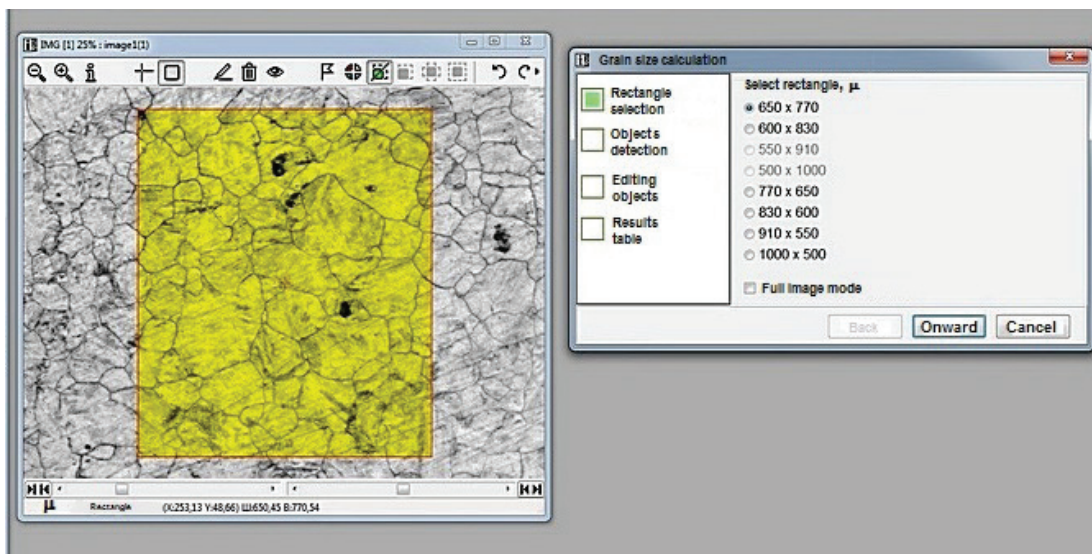 IMG [1] 25% : image1(1)
Grain size calculation
Rectangle
selection
Objects
detection
Editing
objects
Results
table
Select rectangle, μ
650 x 770
600 x 830
550 x 910
500 x 1000
770 x 650
830 x 600
910 x 550
1000 x 500
Full image mode
Back
Onward
Cancel
μ Rectangle (X:253,13 Y:48,66) Ш:650,45 В:770,54